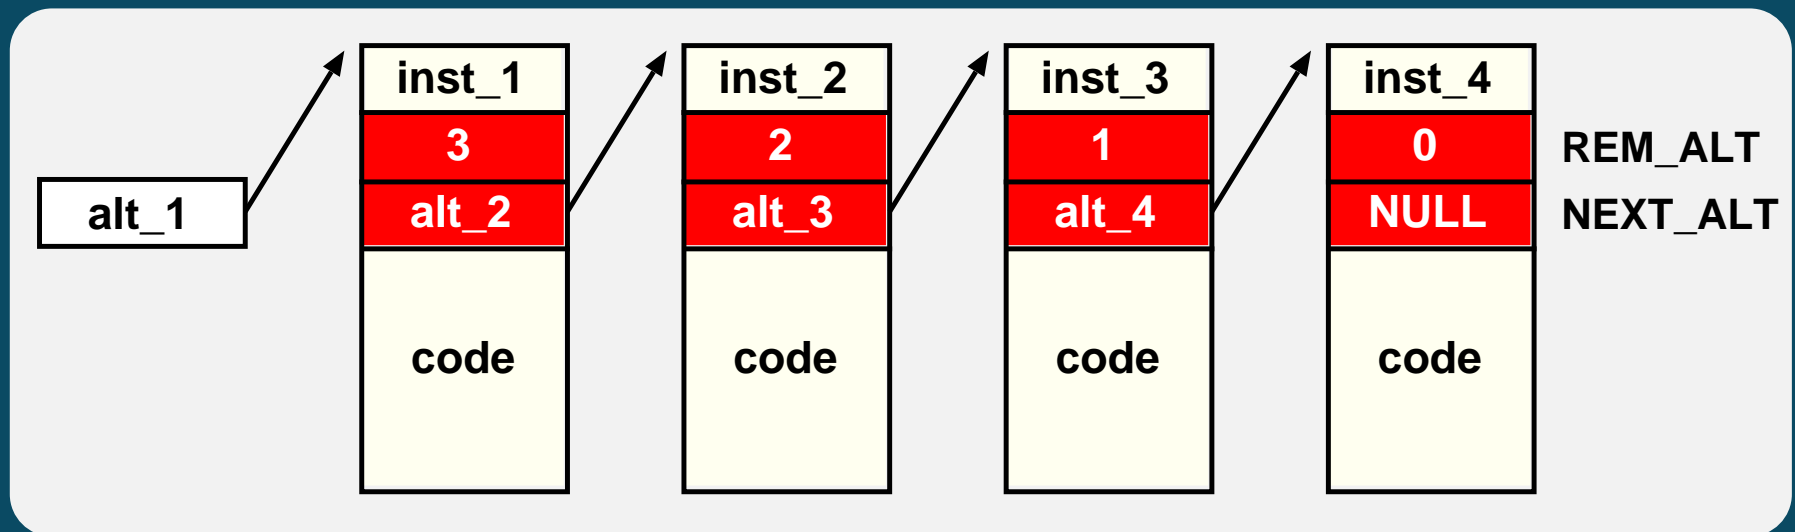 inst_1 inst_2 inst_3 inst_4
3 2 1 0 REM_ALT
alt_1 alt_2 alt_3 alt_4 NULL NEXT_ALT
code code code code